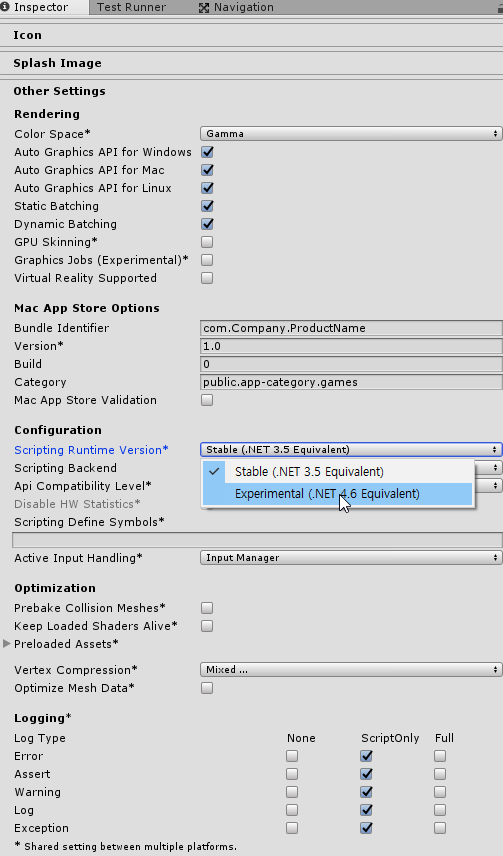 Inspector Test Runner Navigation
Icon
Splash Image
Other Settings
Rendering
Color Space* Gamma
Auto Graphics API for Windows
Auto Graphics API for Mac
Auto Graphics API for Linux
Static Batching
Dynamic Batching
GPU Skinning*
Graphics Jobs (Experimental)*
Virtual Reality Supported
Mac App Store Options
Bundle Identifier com.Company.ProductName
Version* 1.0
Build 0
Category public.app-category.games
Mac App Store Validation
Configuration
Scripting Runtime Version* Stable (.NET 3.5 Equivalent)
Scripting Backend Stable (.NET 3.5 Equivalent)
Api Compatibility Level* Experimental (.NET 4.6 Equivalent)
Disable HW Statistics*
Scripting Define Symbols*
Active Input Handling* Input Manager
Optimization
Prebake Collision Meshes*
Keep Loaded Shaders Alive*
Preloaded Assets*
Vertex Compression* Mixed ...
Optimize Mesh Data*
Logging*
Log Type None ScriptOnly Full
Error
Assert
Warning
Log
Exception
* Shared setting between multiple platforms.